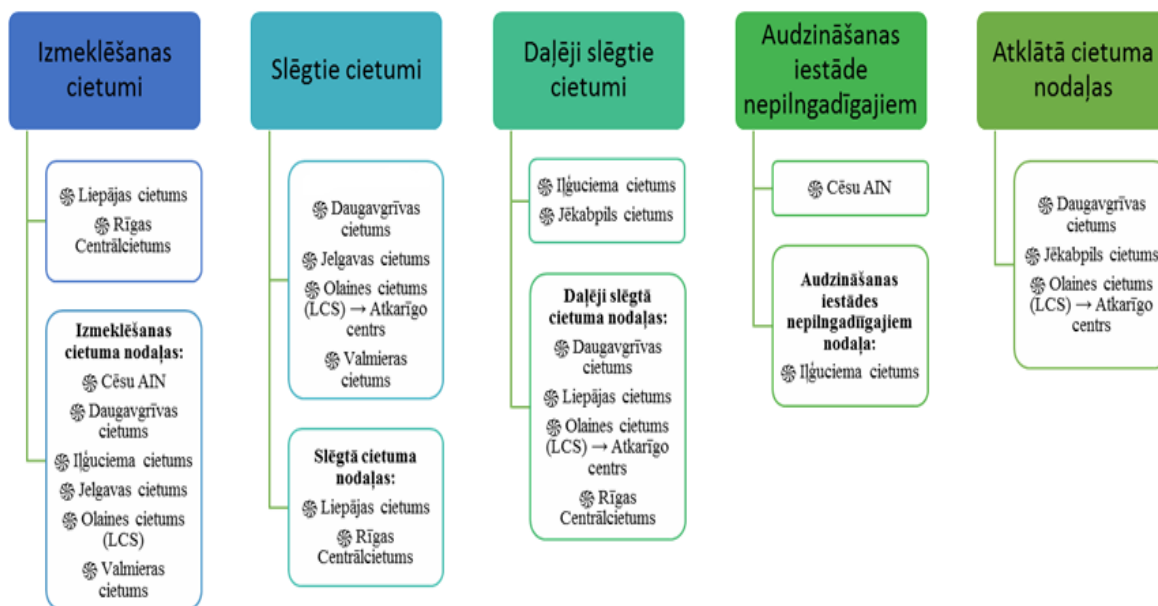 Izmeklēšanas
cietumi
Liepājas cietums
Rīgas
Centrālcietums
Izmeklēšanas
cietuma nodaļas:
Cēsu AIN
Daugavgrīvas
cietums
Iļģuciema cietums
Jelgavas cietums
Olaines cietums
(LCS)
Valmieras
cietums
Slēgtie cietumi
Daugavgrīvas
cietums
Jelgavas cietums
Olaines cietums
(LCS) → Atkarīgo
centrs
Valmieras
cietums
Slēgtā cietuma
nodaļas:
Liepājas cietums
Rīgas
Centrālcietums
Daļēji slēgtie
cietumi
Iļģuciema cietums
Jēkabpils cietums
Daļēji slēgtā
cietuma nodaļas:
Daugavgrīvas
cietums
Liepājas cietums
Olaines cietums
(LCS) → Atkarīgo
centrs
Rīgas
Centrālcietums
Audzināšanas
iestāde
nepilngadīgajiem
Cēsu AIN
Audzināšanas
iestādes
nepilngadīigajiem
nodaļa:
Iļģuciema cietums
Atklātā cietuma
nodaļas
Daugavgrīvas
cietums
Jēkabpils cietums
Olaines cietums
(LCS) → Atkarīgo
centrs